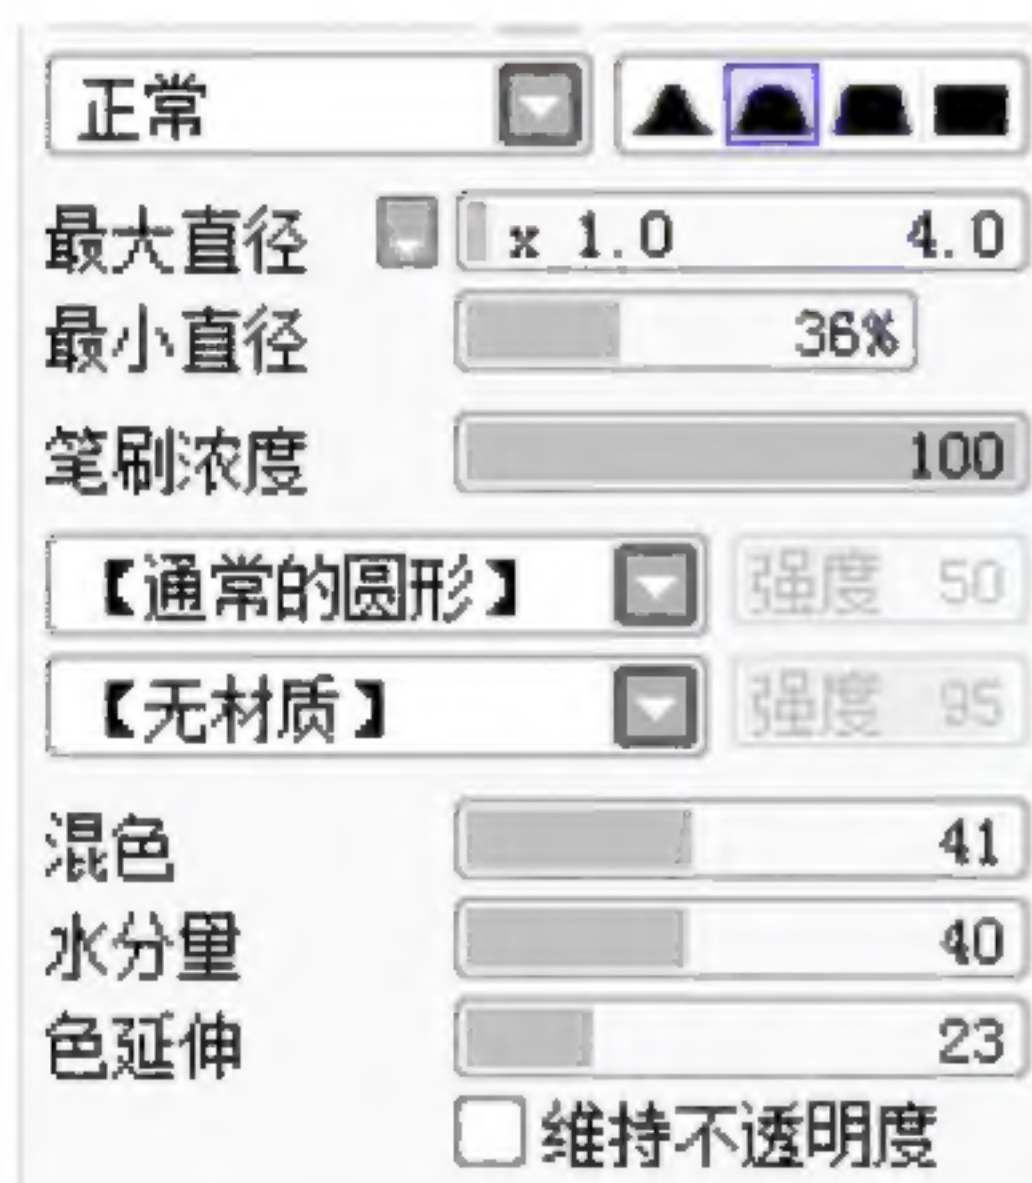 正常
最大直径 x 1.0 4.0
最小直径 36%
笔刷浓度 100
【通常的圆形】 强度 50
【无材质】 强度 95
混色 41
水分量 40
色延伸 23
维持不透明度